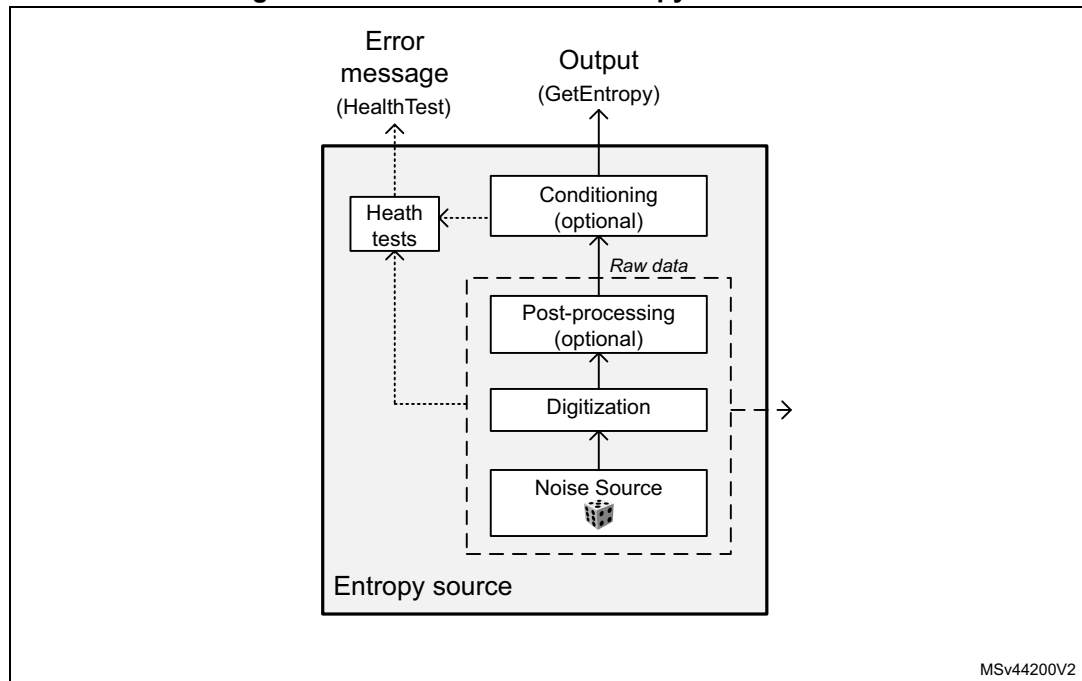 Error
message
(HealthTest)
Output
(GetEntropy)
Conditioning
(optional)
Heath
tests
Raw data
Post-processing
(optional)
Digitization
Noise Source
Entropy source
MSv44200V2